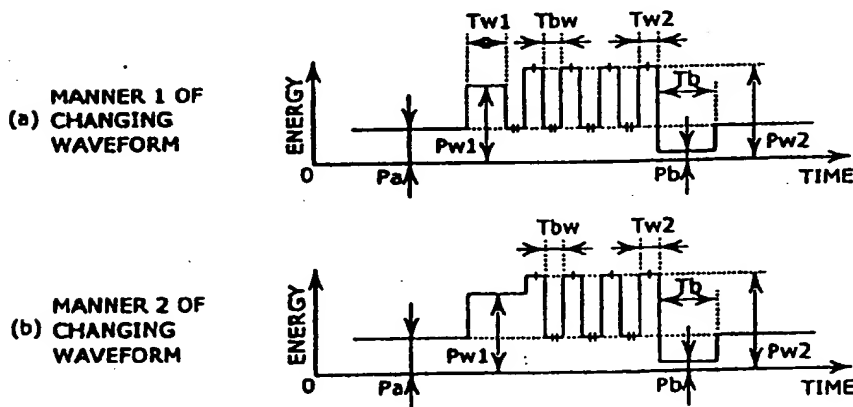 Tw1 Tbw Tw2
(a) MANNER 1 OF CHANGING WAVEFORM
ENERGY
Tb
Pw1
Pw2
0
Pa
Pb
TIME
Tbw Tw2
(b) MANNER 2 OF CHANGING WAVEFORM
ENERGY
Tb
Pw1
Pw2
0
Pa
Pb
TIME